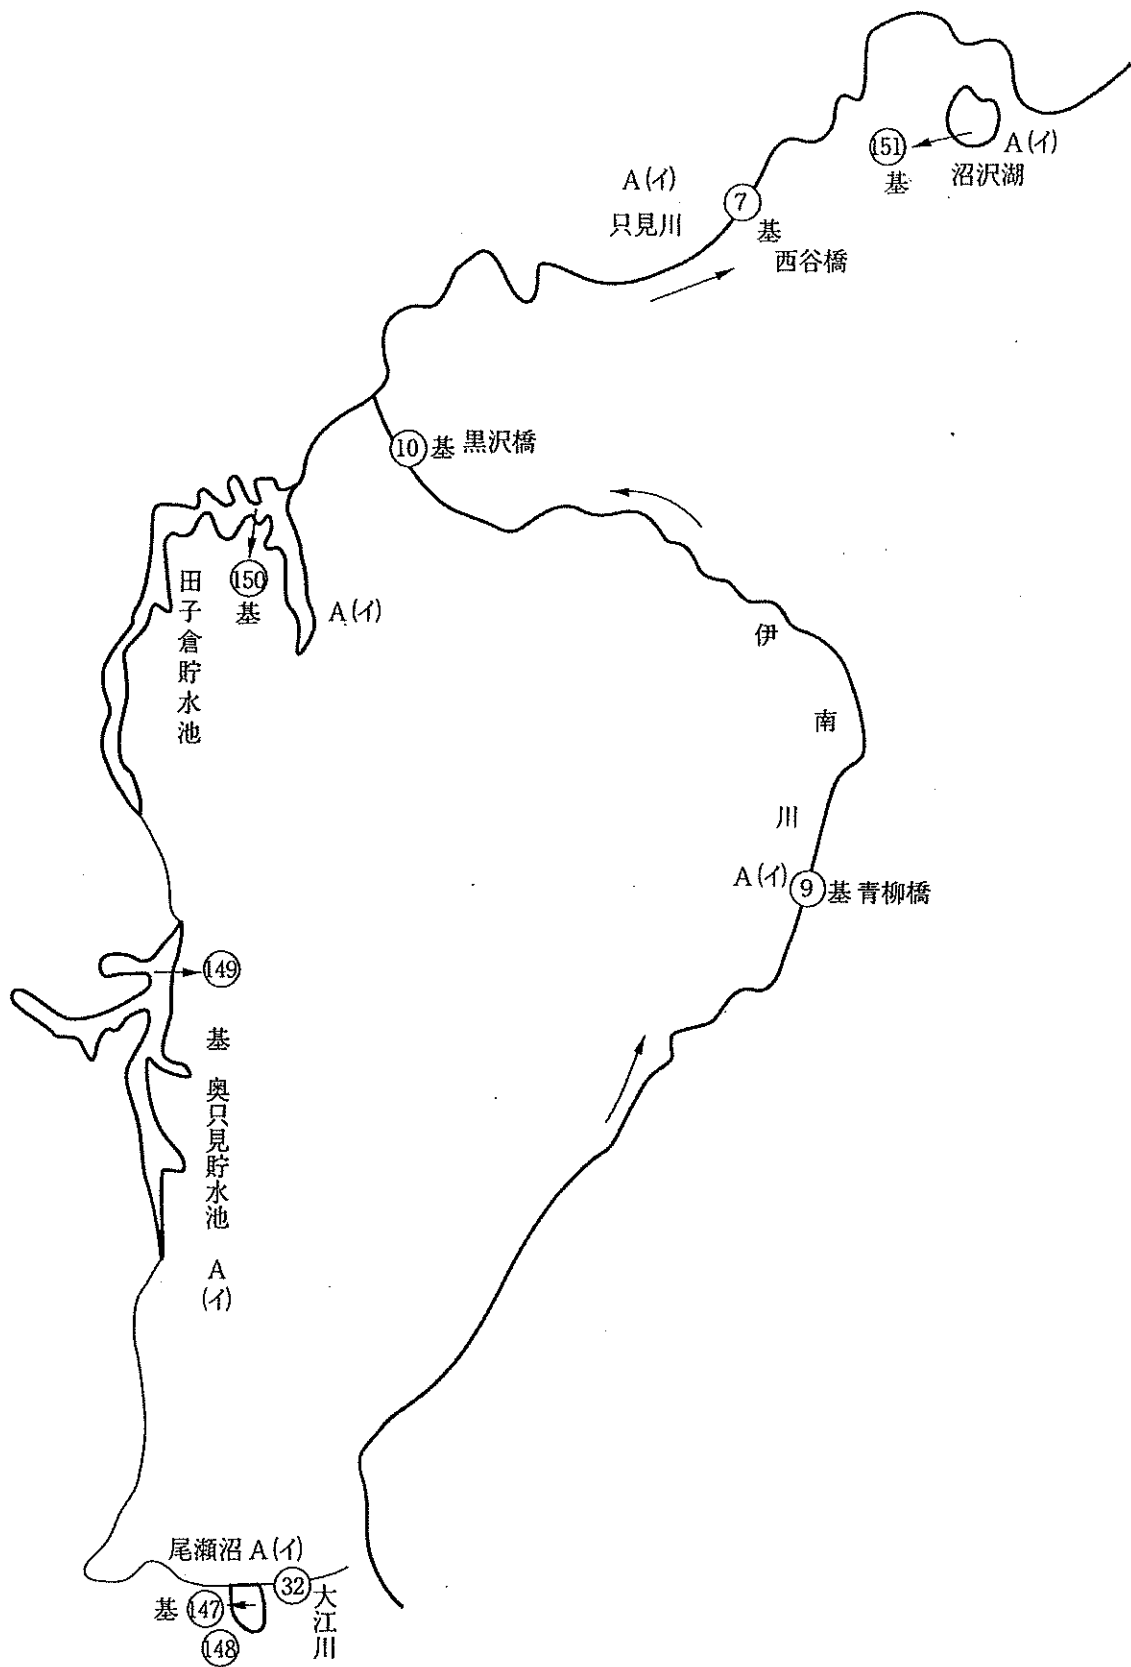 151
基
A(イ)
沼沢湖
A(イ)
只見川
7
基
西谷橋
10 基 黒沢橋
田子倉貯水池
150
基
A(イ)
伊南川
A(イ) 9 基 青柳橋
149
基
奥只見貯水池
A(イ)
尾瀬沼 A(イ)
32 大江川
基 147
148